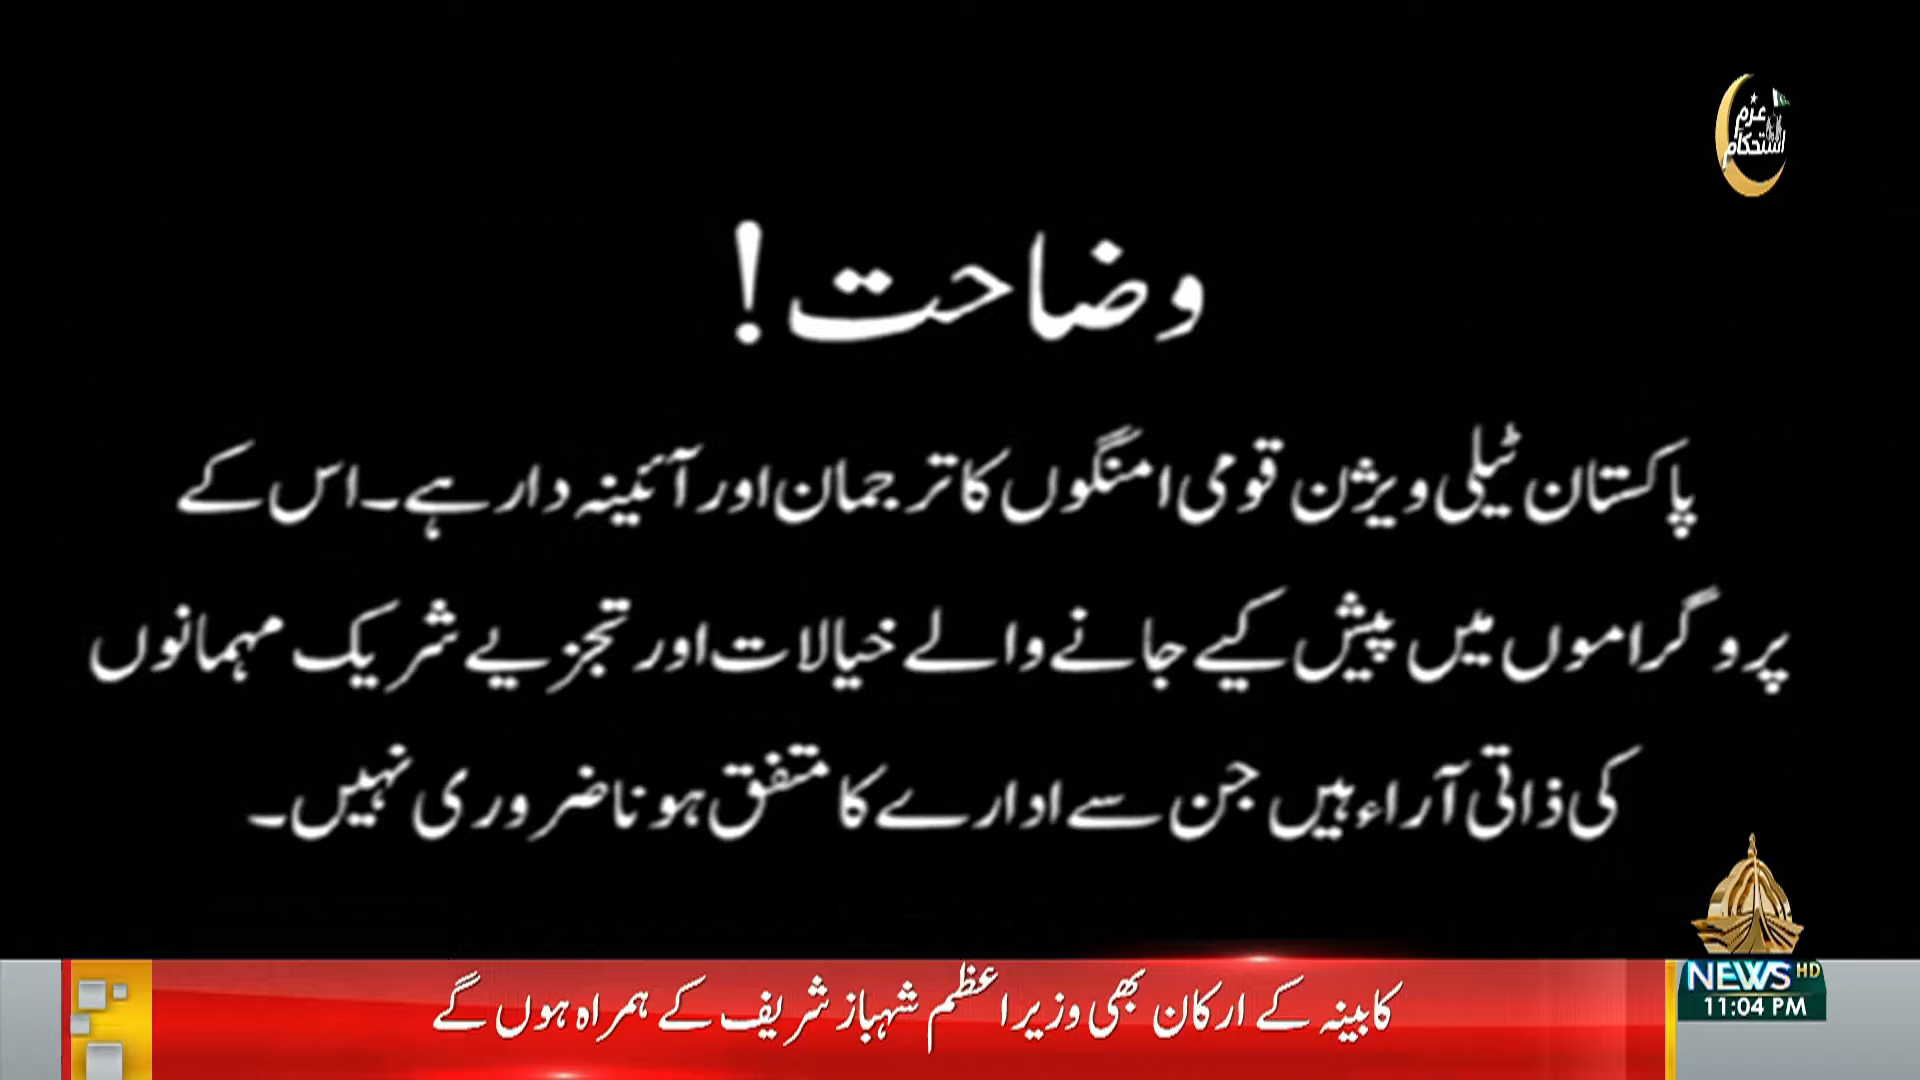 عزم
استحکام
وضاحت!
پاکستان ٹیلی ویژن قومی امنگوں کا ترجمان اور آئینہ دار ہے۔ اس کے
پروگراموں میں پیش کیے جانے والے خیالات اور تجزیے شریک مہمانوں
کی ذاتی آراء ہیں جن سے ادارے کا متفق ہونا ضروری نہیں۔
NEWS HD
11:04 PM
کابینہ کے ارکان بھی وزیراعظم شہباز شریف کے ہمراہ ہوں گے